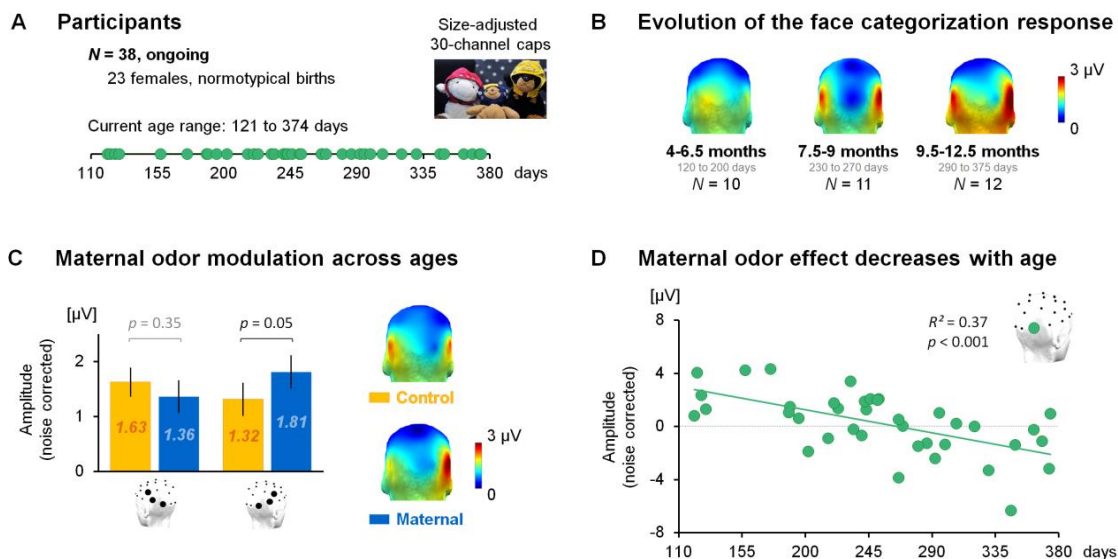 A Participants
N = 38, ongoing
23 females, normotypical births
Size-adjusted
30-channel caps
Current age range: 121 to 374 days
110 155 200 245 290 335 380 days
B Evolution of the face categorization response
3 µV
0
4-6.5 months 7.5-9 months 9.5-12.5 months
120 to 200 days 230 to 270 days 290 to 375 days
N = 10 N = 11 N = 12
C Maternal odor modulation across ages
[µV]
p = 0.35 p = 0.05
2
1
0
Amplitude
(noise corrected)
1.63 1.36 1.32 1.81
Control
3 µV
0
Maternal
D Maternal odor effect decreases with age
[µV]
8
4
0
-4
-8
Amplitude
(noise corrected)
R² = 0.37
p < 0.001
110 155 200 245 290 335 380 days